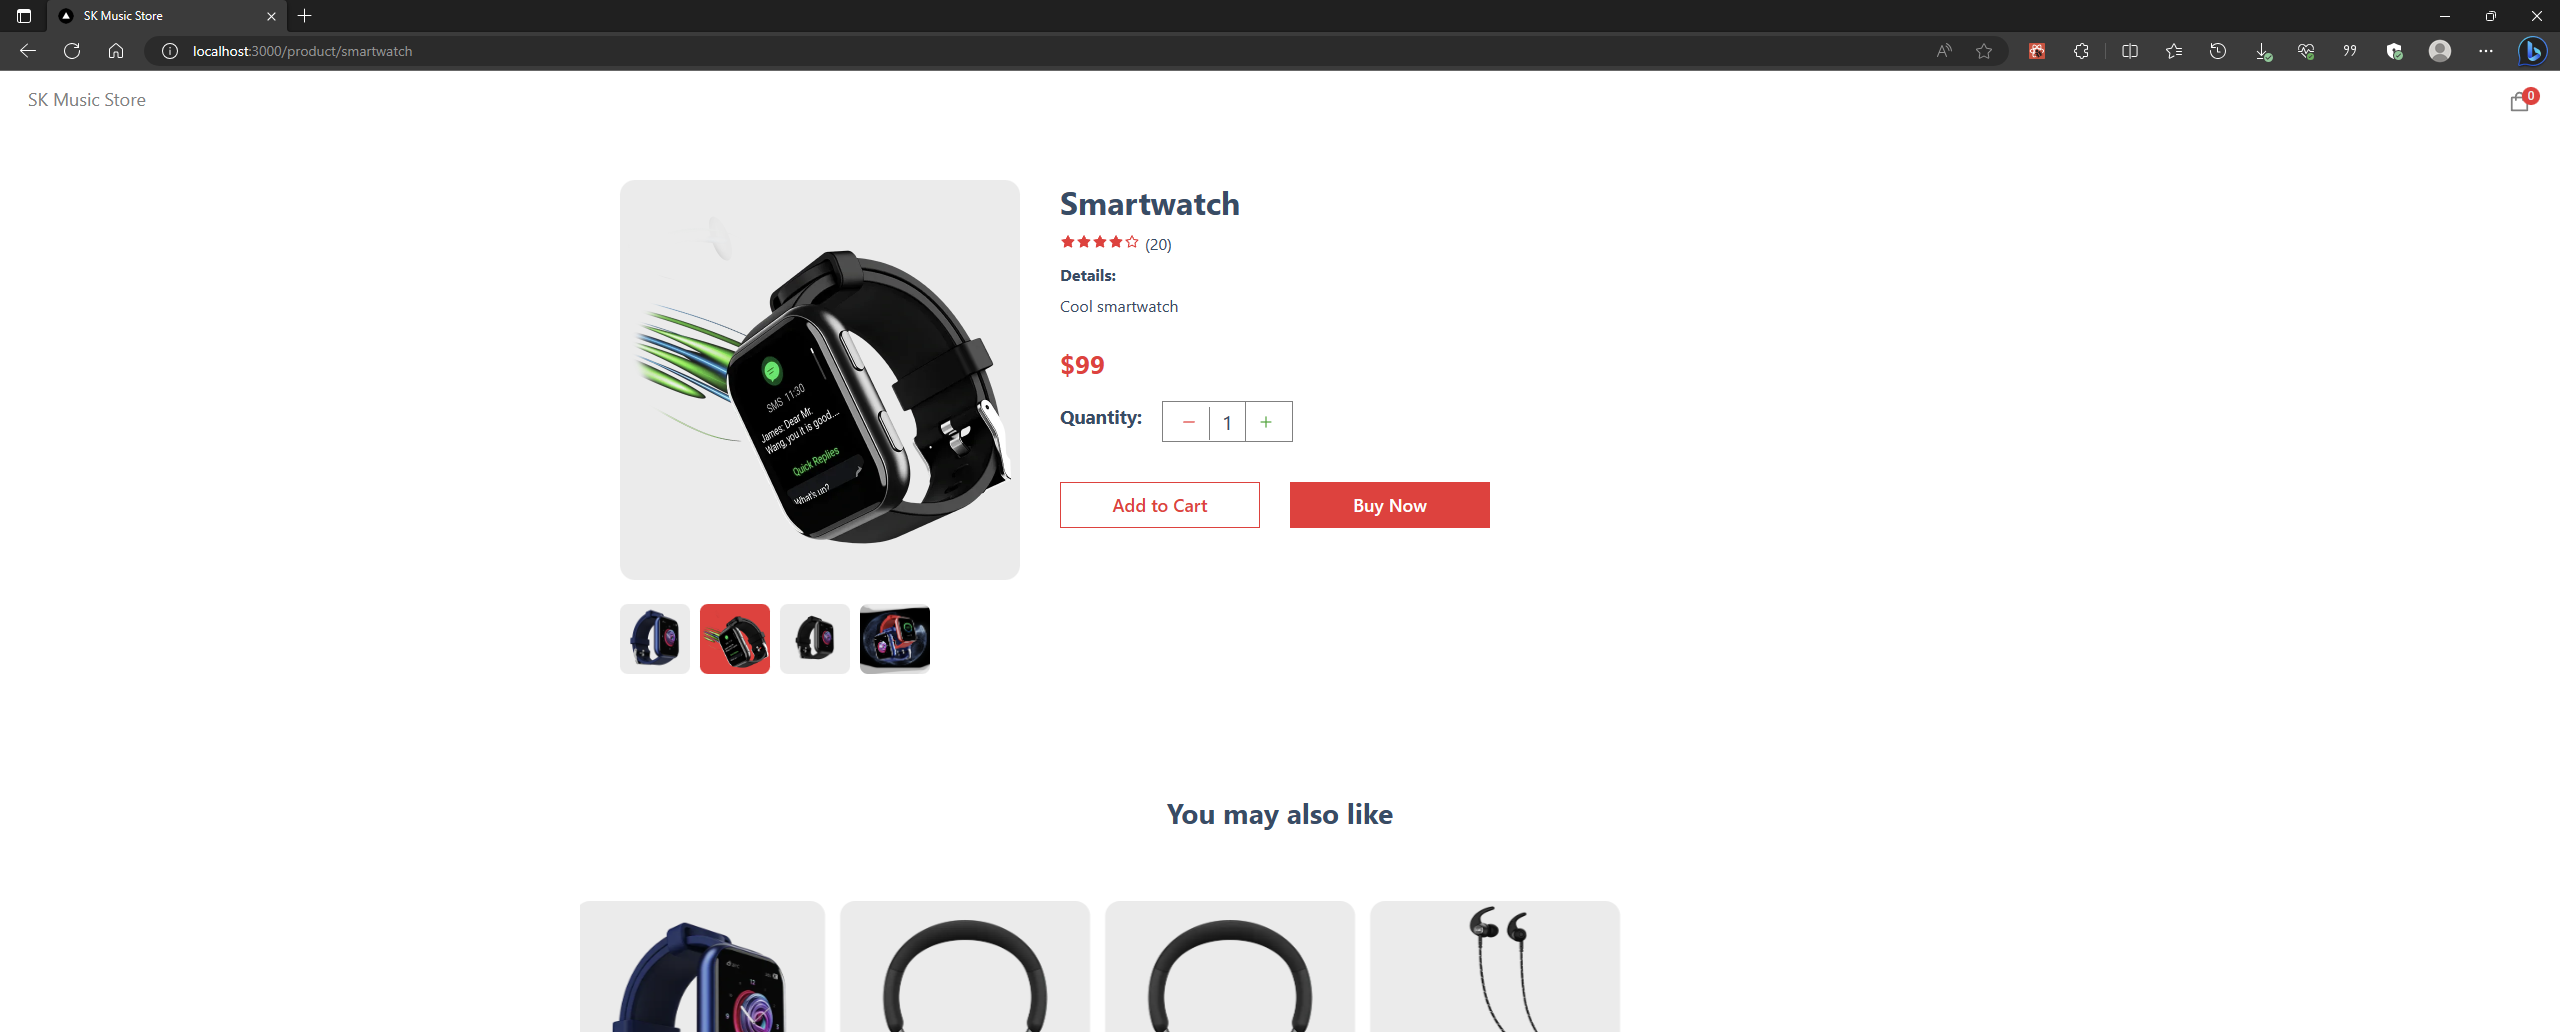 SK Music Store
localhost:3000/product/smartwatch
SK Music Store
0
Smartwatch
(20)
Details:
Cool smartwatch
SMS 11:30
James: Dear Mr.
Wang, you it is good....
Quick Replies
What's up?
$99
Quantity:
− 1 +
Add to Cart
Buy Now
You may also like
12
9